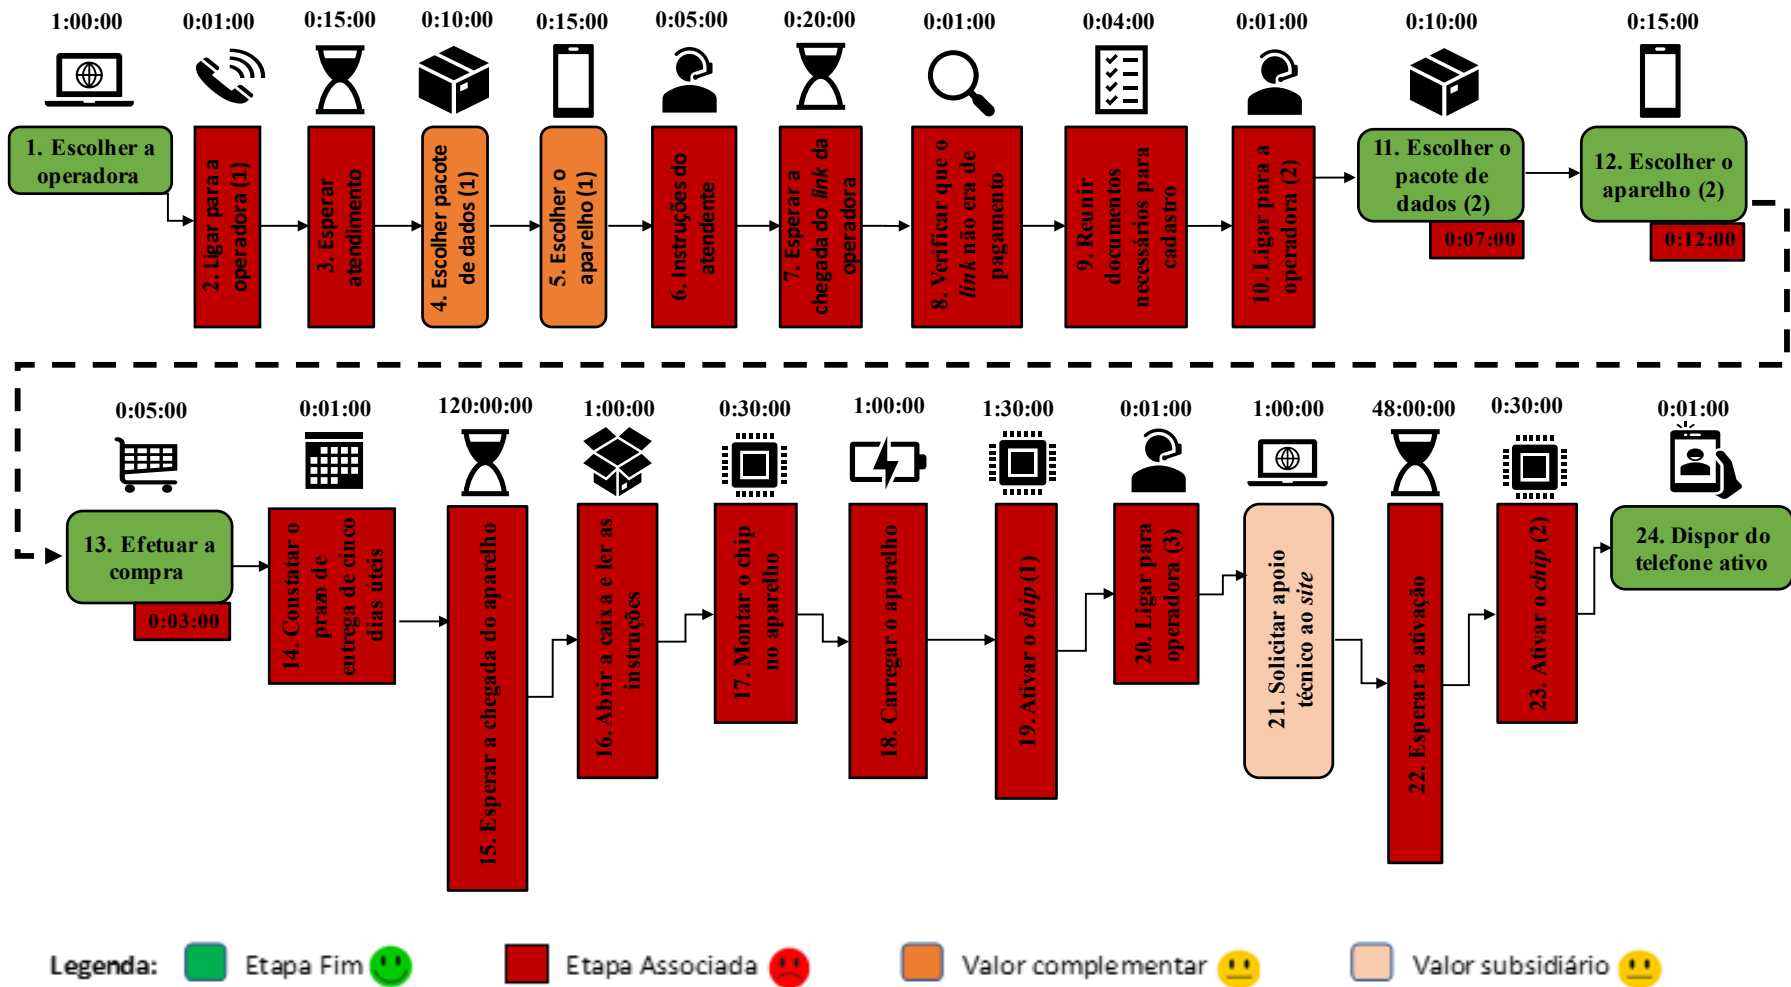 1:00:00
0:01:00
0:15:00
0:10:00
0:15:00
0:05:00
0:20:00
0:01:00
0:04:00
0:01:00
0:10:00
0:15:00
1. Escolher a
operadora
2. Ligar para a
operadora (1)
3. Esperar
atendimento
4. Escolher pacote
de dados (1)
5. Escolher o
aparelho (1)
6. Instruções do
atendente
7. Esperar a
chegada do link da
operadora
8. Verificar que o
link não era de
pagamento
9. Reunir
documentos
necessários para
cadastro
10. Ligar para a
operadora (2)
11. Escolher o
pacote de
dados (2)
0:07:00
12. Escolher o
aparelho (2)
0:12:00
0:05:00
0:01:00
120:00:00
1:00:00
0:30:00
1:00:00
1:30:00
0:01:00
1:00:00
48:00:00
0:30:00
0:01:00
13. Efetuar a
compra
0:03:00
14. Constatar o
prazo de
entrega de cinco
dias úteis
15. Esperar a chegada do aparelho
16. Abrir a caixa e ler as
instruções
17. Montar o chip
no aparelho
18. Carregar o aparelho
19. Ativar o chip (1)
20. Ligar para
operadora (3)
21. Solicitar apoio
técnico ao site
22. Esperar a ativação
23. Ativar o chip (2)
24. Dispor do
telefone ativo
Legenda:
Etapa Fim
Etapa Associada
Valor complementar
Valor subsidiário